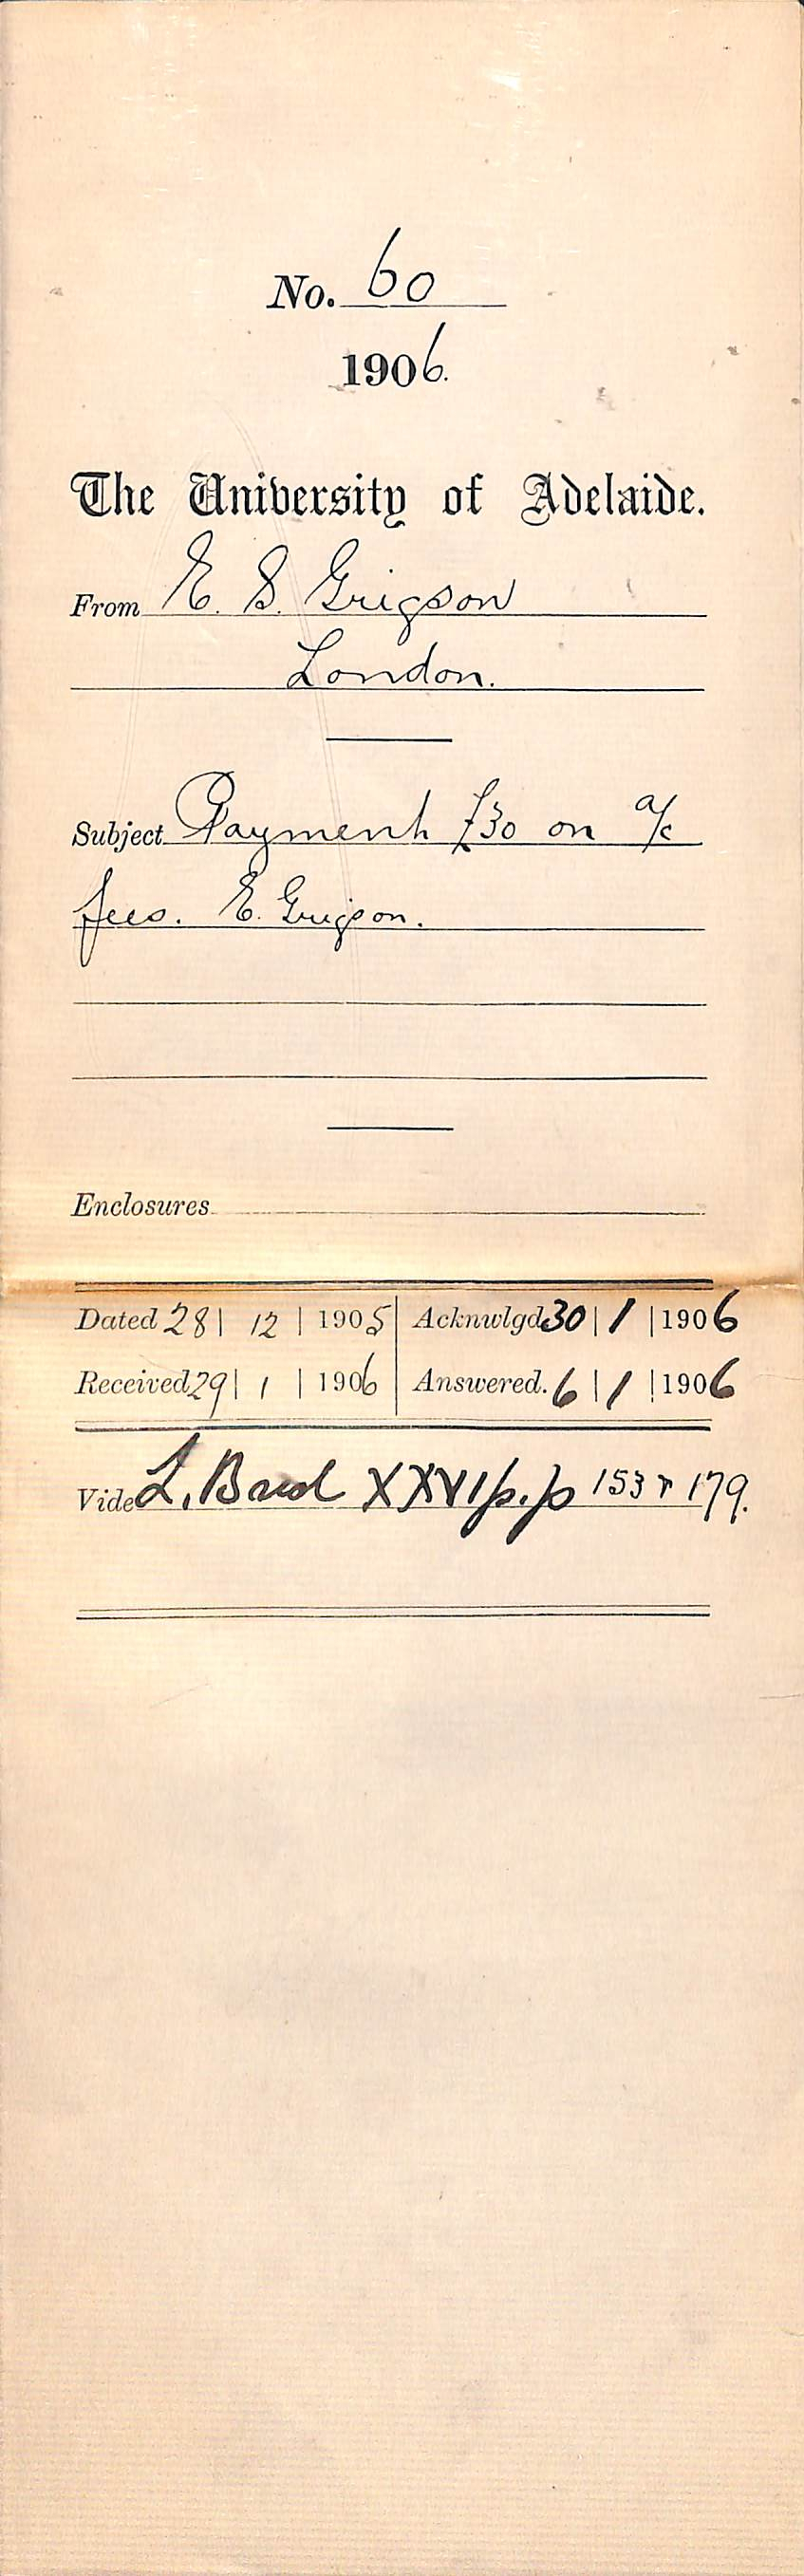 No. 60
1906.
The University of Adelaide.
From E. S. Grigson
London.
Subject Payment £30 on a/c
fees. E. Grigson.
Enclosures
Dated 28 | 12 | 1905 Acknwlgd 30 | 1 | 1906
Received 29 | 1 | 1906 Answered. 6 | 1 | 1906
Vide L. XXVI p.p 153 179.